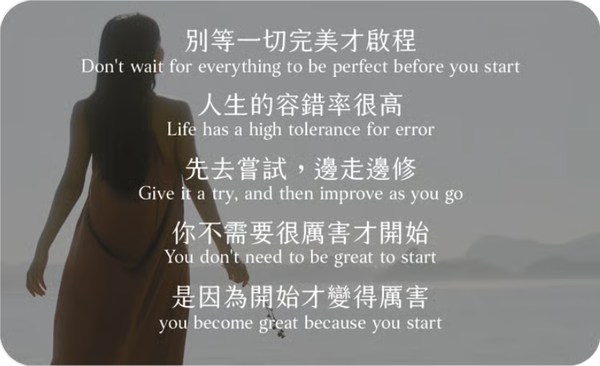 別等一切完美才啟程
Don't wait for everything to be perfect before you start
人生的容錯率很高
Life has a high tolerance for error
先去嘗試，邊走邊修
Give it a try, and then improve as you go
你不需要很厲害才開始
You don't need to be great to start
是因為開始才變得厲害
you become great because you start